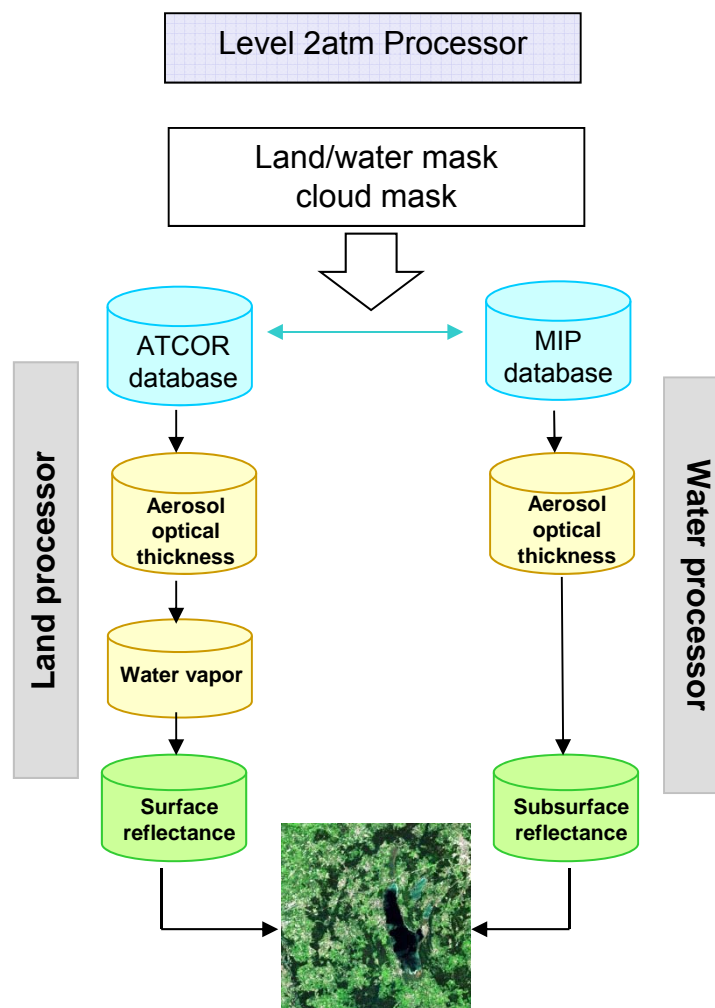 Level 2atm Processor
Land/water mask
cloud mask
ATCOR
database
MIP
database
Land processor
Aerosol
optical
thickness
Aerosol
optical
thickness
Water processor
Water vapor
Surface
reflectance
Subsurface
reflectance